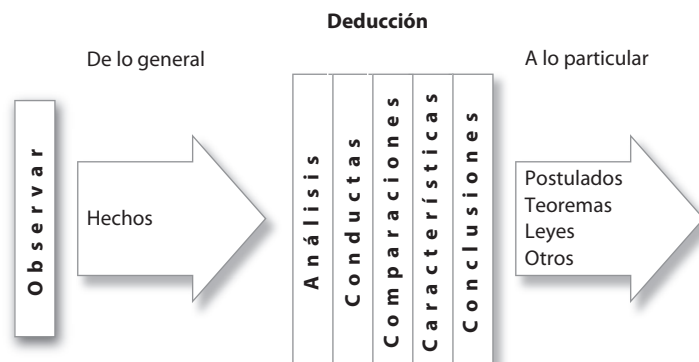 Deducción
De lo general
A lo particular
Observar
Hechos
Análisis
Conductas
Comparaciones
Características
Conclusiones
Postulados
Teoremas
Leyes
Otros